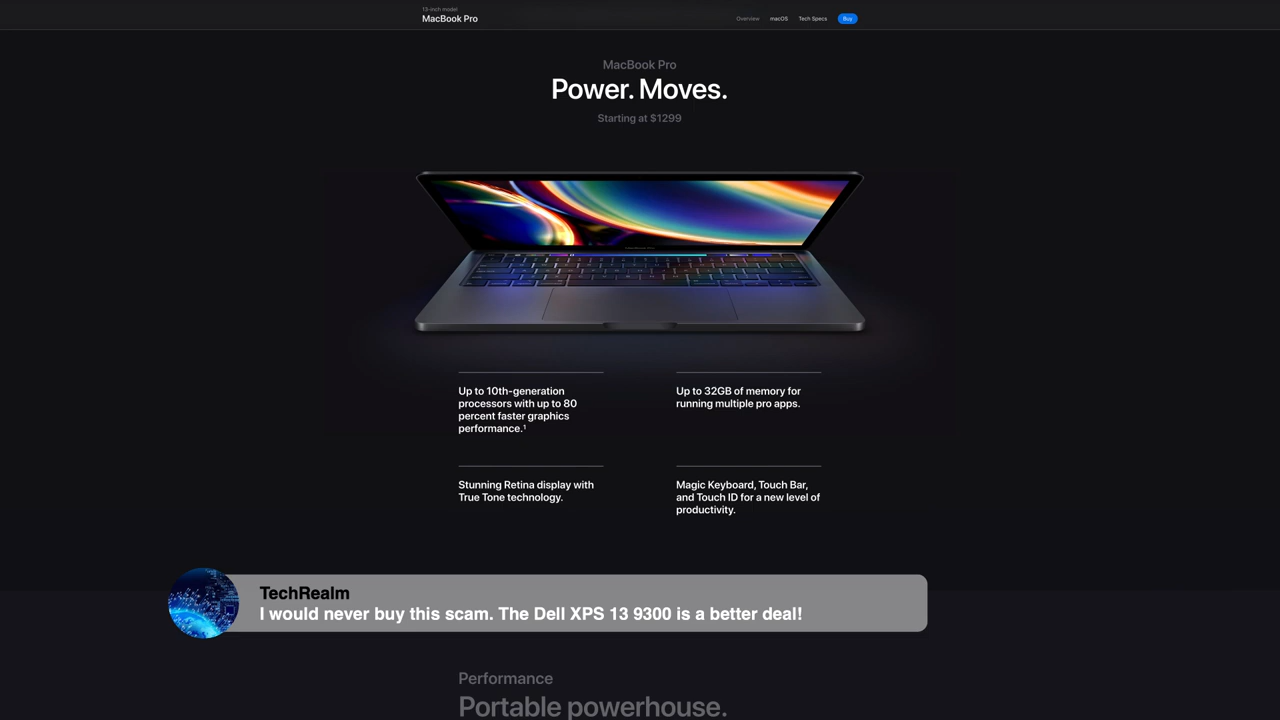 13-inch model
MacBook Pro
Overview macOS Tech Specs Buy
MacBook Pro
Power. Moves.
Starting at $1299
Up to 10th-generation
processors with up to 80
percent faster graphics
performance.¹
Up to 32GB of memory for
running multiple pro apps.
Stunning Retina display with
True Tone technology.
Magic Keyboard, Touch Bar,
and Touch ID for a new level of
productivity.
TechRealm
I would never buy this scam. The Dell XPS 13 9300 is a better deal!
Performance
Portable powerhouse.